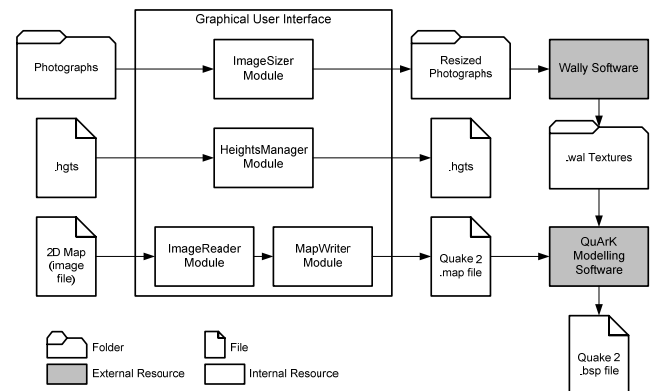 Graphical User Interface
Photographs
ImageSizer
Module
Resized
Photographs
Wally Software
.hgts
HeightsManager
Module
.hgts
.wal Textures
2D Map
(image
file)
ImageReader
Module
MapWriter
Module
Quake 2
.map file
QuArK
Modelling
Software
Folder
File
External Resource
Internal Resource
Quake 2
.bsp file